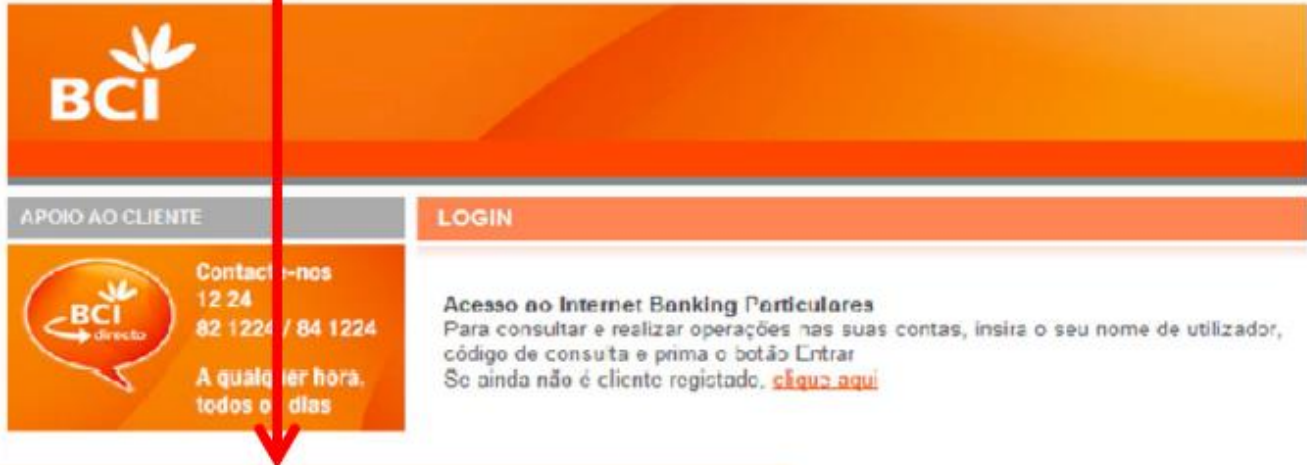 BCI
APOIO AO CLIENTE
BCI
directo
Contacte-nos
12 24
82 1224 / 84 1224
A qualquer hora,
todos os dias
LOGIN
Acesso ao Internet Banking Particulares
Para consultar e realizar operações nas suas contas, insira o seu nome de utilizador,
código de consulta e prima o botão Entrar
Se ainda não é cliente registado, clique aqui